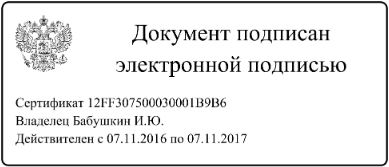 Документ подписан
электронной подписью
Сертификат 12FF307500030001B9B6
Владелец Бабушкин И.Ю.
Действителен с 07.11.2016 по 07.11.2017